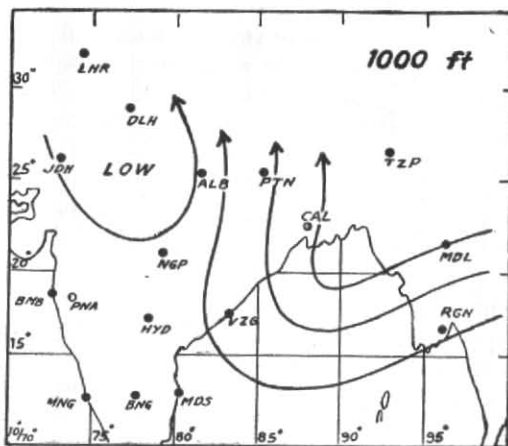 1000 ft
LHR
30°
DLH
JDH
LOW
TZP
25°
ALB
PTN
CAL
20°
NGP
MDL
BMB
PNA
HYD
VZG
RGN
15°
MNG
BNG
MDS
10°/70°
75°
80°
85°
90°
95°